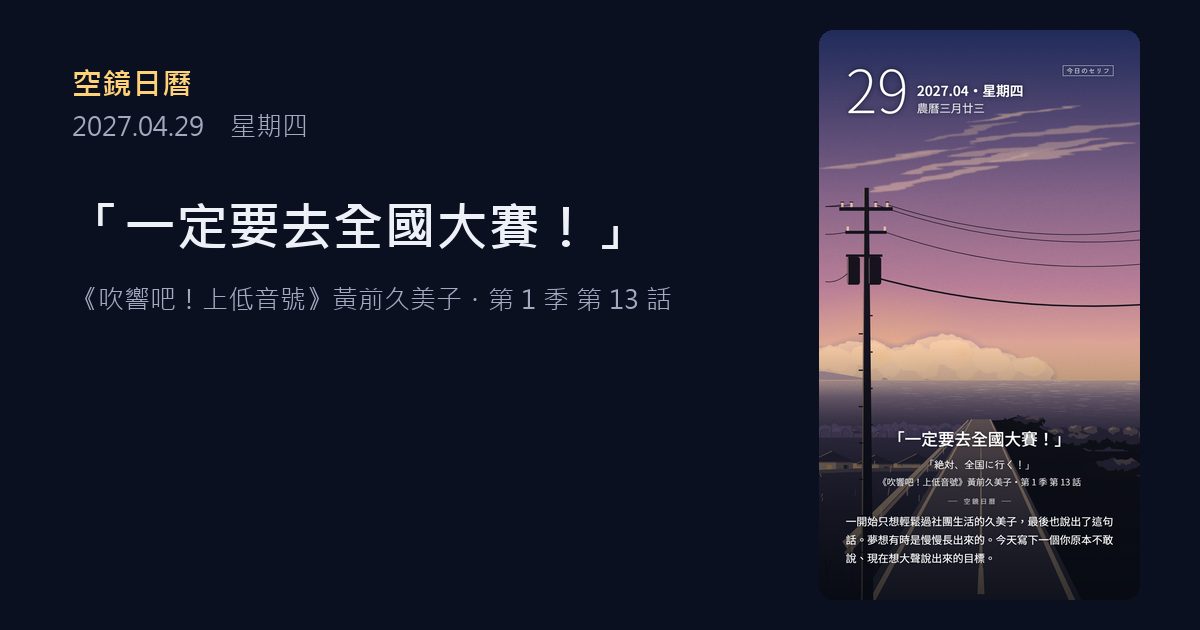 空鏡日曆
2027.04.29 星期四
「一定要去全國大賽！」
《吹響吧！上低音號》黃前久美子・第 1 季 第 13 話
今日のセリフ
29
2027.04・星期四
農曆三月廿三
「一定要去全國大賽！」
「絶対、全国に行く！」
《吹響吧！上低音號》黃前久美子・第 1 季 第 13 話
— 空鏡日曆 —
一開始只想輕鬆過社團生活的久美子，最後也說出了這句
話。夢想有時是慢慢長出來的。今天寫下一個你原本不敢
說、現在想大聲說出來的目標。